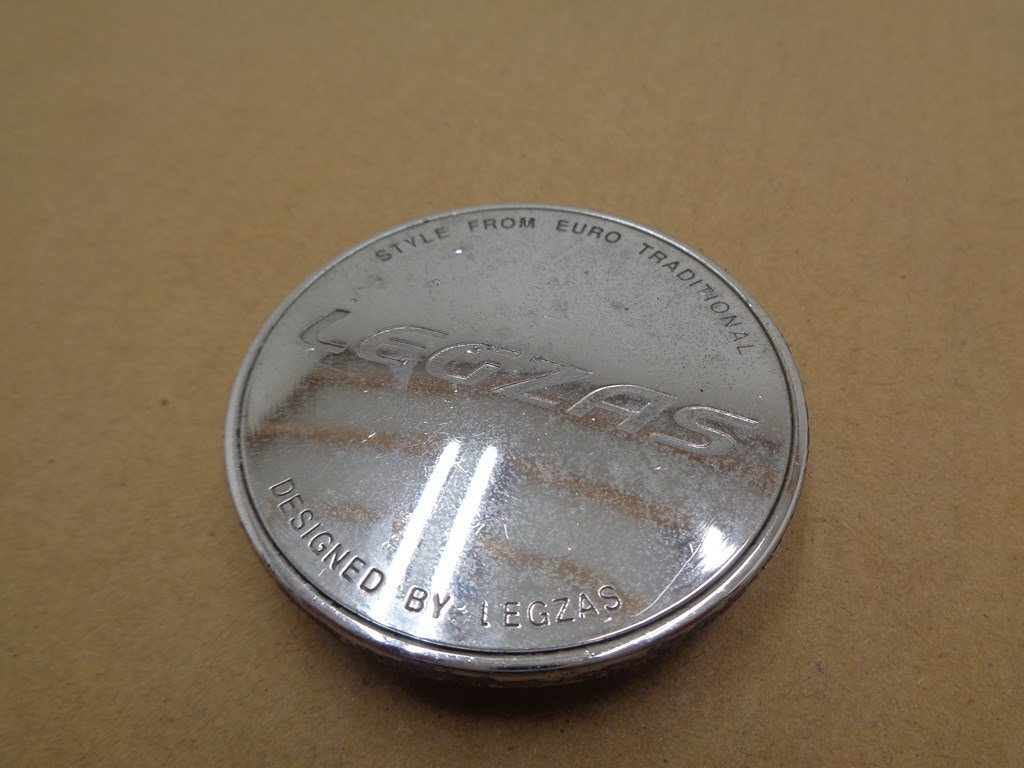 STYLE FROM EURO TRADITIONAL
LEGZAS
DESIGNED BY LEGZAS